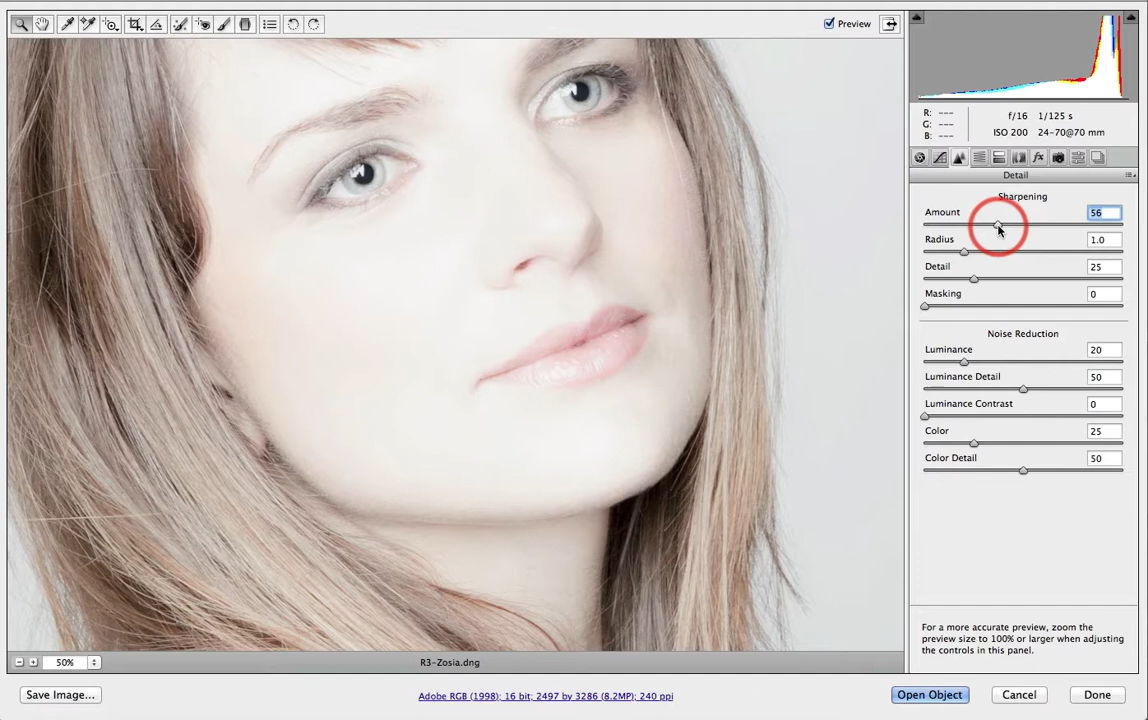 Preview
R: ---
G: ---
B: ---
f/16 1/125 s
ISO 200 24-70@70 mm
Detail
Sharpening
Amount 56
Radius 1.0
Detail 25
Masking 0
Noise Reduction
Luminance 20
Luminance Detail 50
Luminance Contrast 0
Color 25
Color Detail 50
For a more accurate preview, zoom the
preview size to 100% or larger when adjusting
the controls in this panel.
50%
R3-Zosia.dng
Save Image...
Adobe RGB (1998); 16 bit; 2497 by 3286 (8.2MP); 240 ppi
Open Object
Cancel
Done